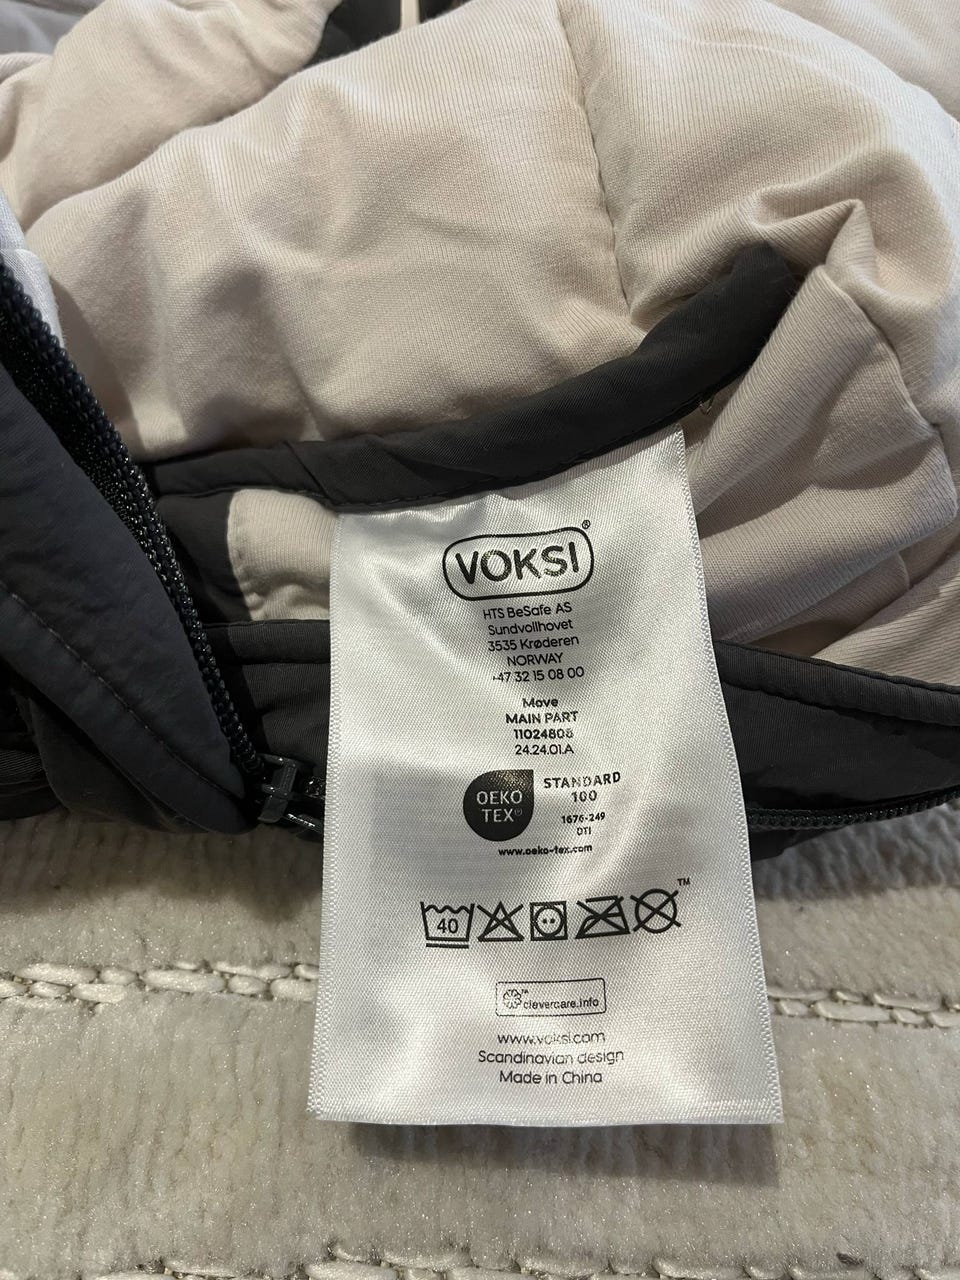 VOKSI®
HTS BeSafe AS
Sundvollhovet
3535 Krøderen
NORWAY
+47 32 15 08 00
Move
MAIN PART
11024808
24.24.01.A
OEKO
TEX®
STANDARD
100
1676-249
DTI
www.oeko-tex.com
40
™
clevercare.info
www.voksi.com
Scandinavian design
Made in China